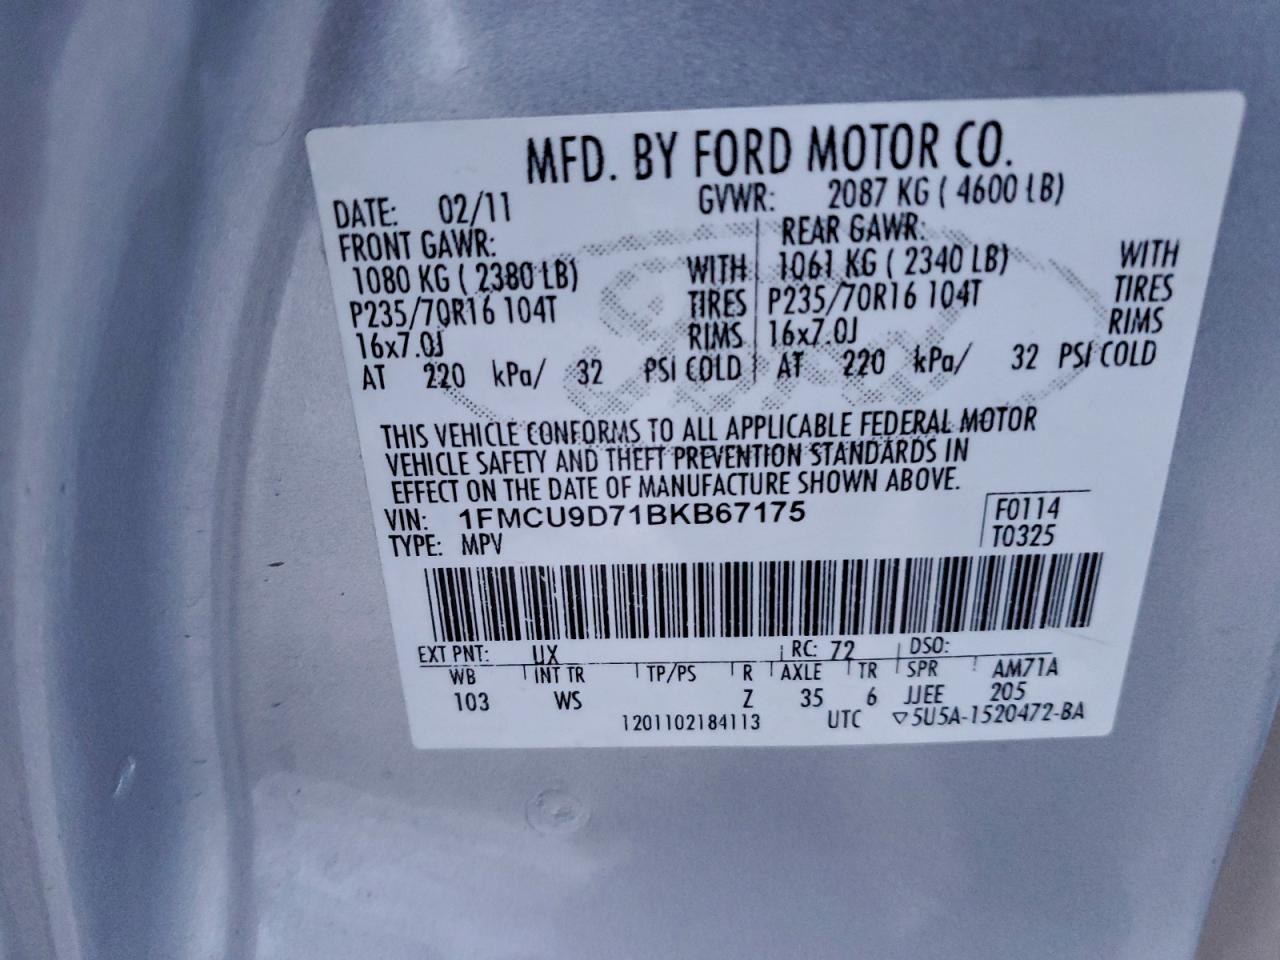 MFD. BY FORD MOTOR CO.
DATE: 02/11 GVWR: 2087 KG ( 4600 LB)
FRONT GAWR: REAR GAWR:
1080 KG ( 2380 LB) WITH 1061 KG ( 2340 LB) WITH
P235/70R16 104T TIRES P235/70R16 104T TIRES
16x7.0J RIMS 16x7.0J RIMS
AT 220 kPa/ 32 PSI COLD AT 220 kPa/ 32 PSI COLD
THIS VEHICLE CONFORMS TO ALL APPLICABLE FEDERAL MOTOR
VEHICLE SAFETY AND THEFT PREVENTION STANDARDS IN
EFFECT ON THE DATE OF MANUFACTURE SHOWN ABOVE.
VIN: 1FMCU9D71BKB67175 F0114
TYPE: MPV T0325
EXT PNT: UX RC: 72 DSO:
WB INT TR TP/PS R AXLE TR SPR AM71A
103 WS Z 35 6 JJEE 205
1201102184113 UTC ▽5U5A-1520472-BA